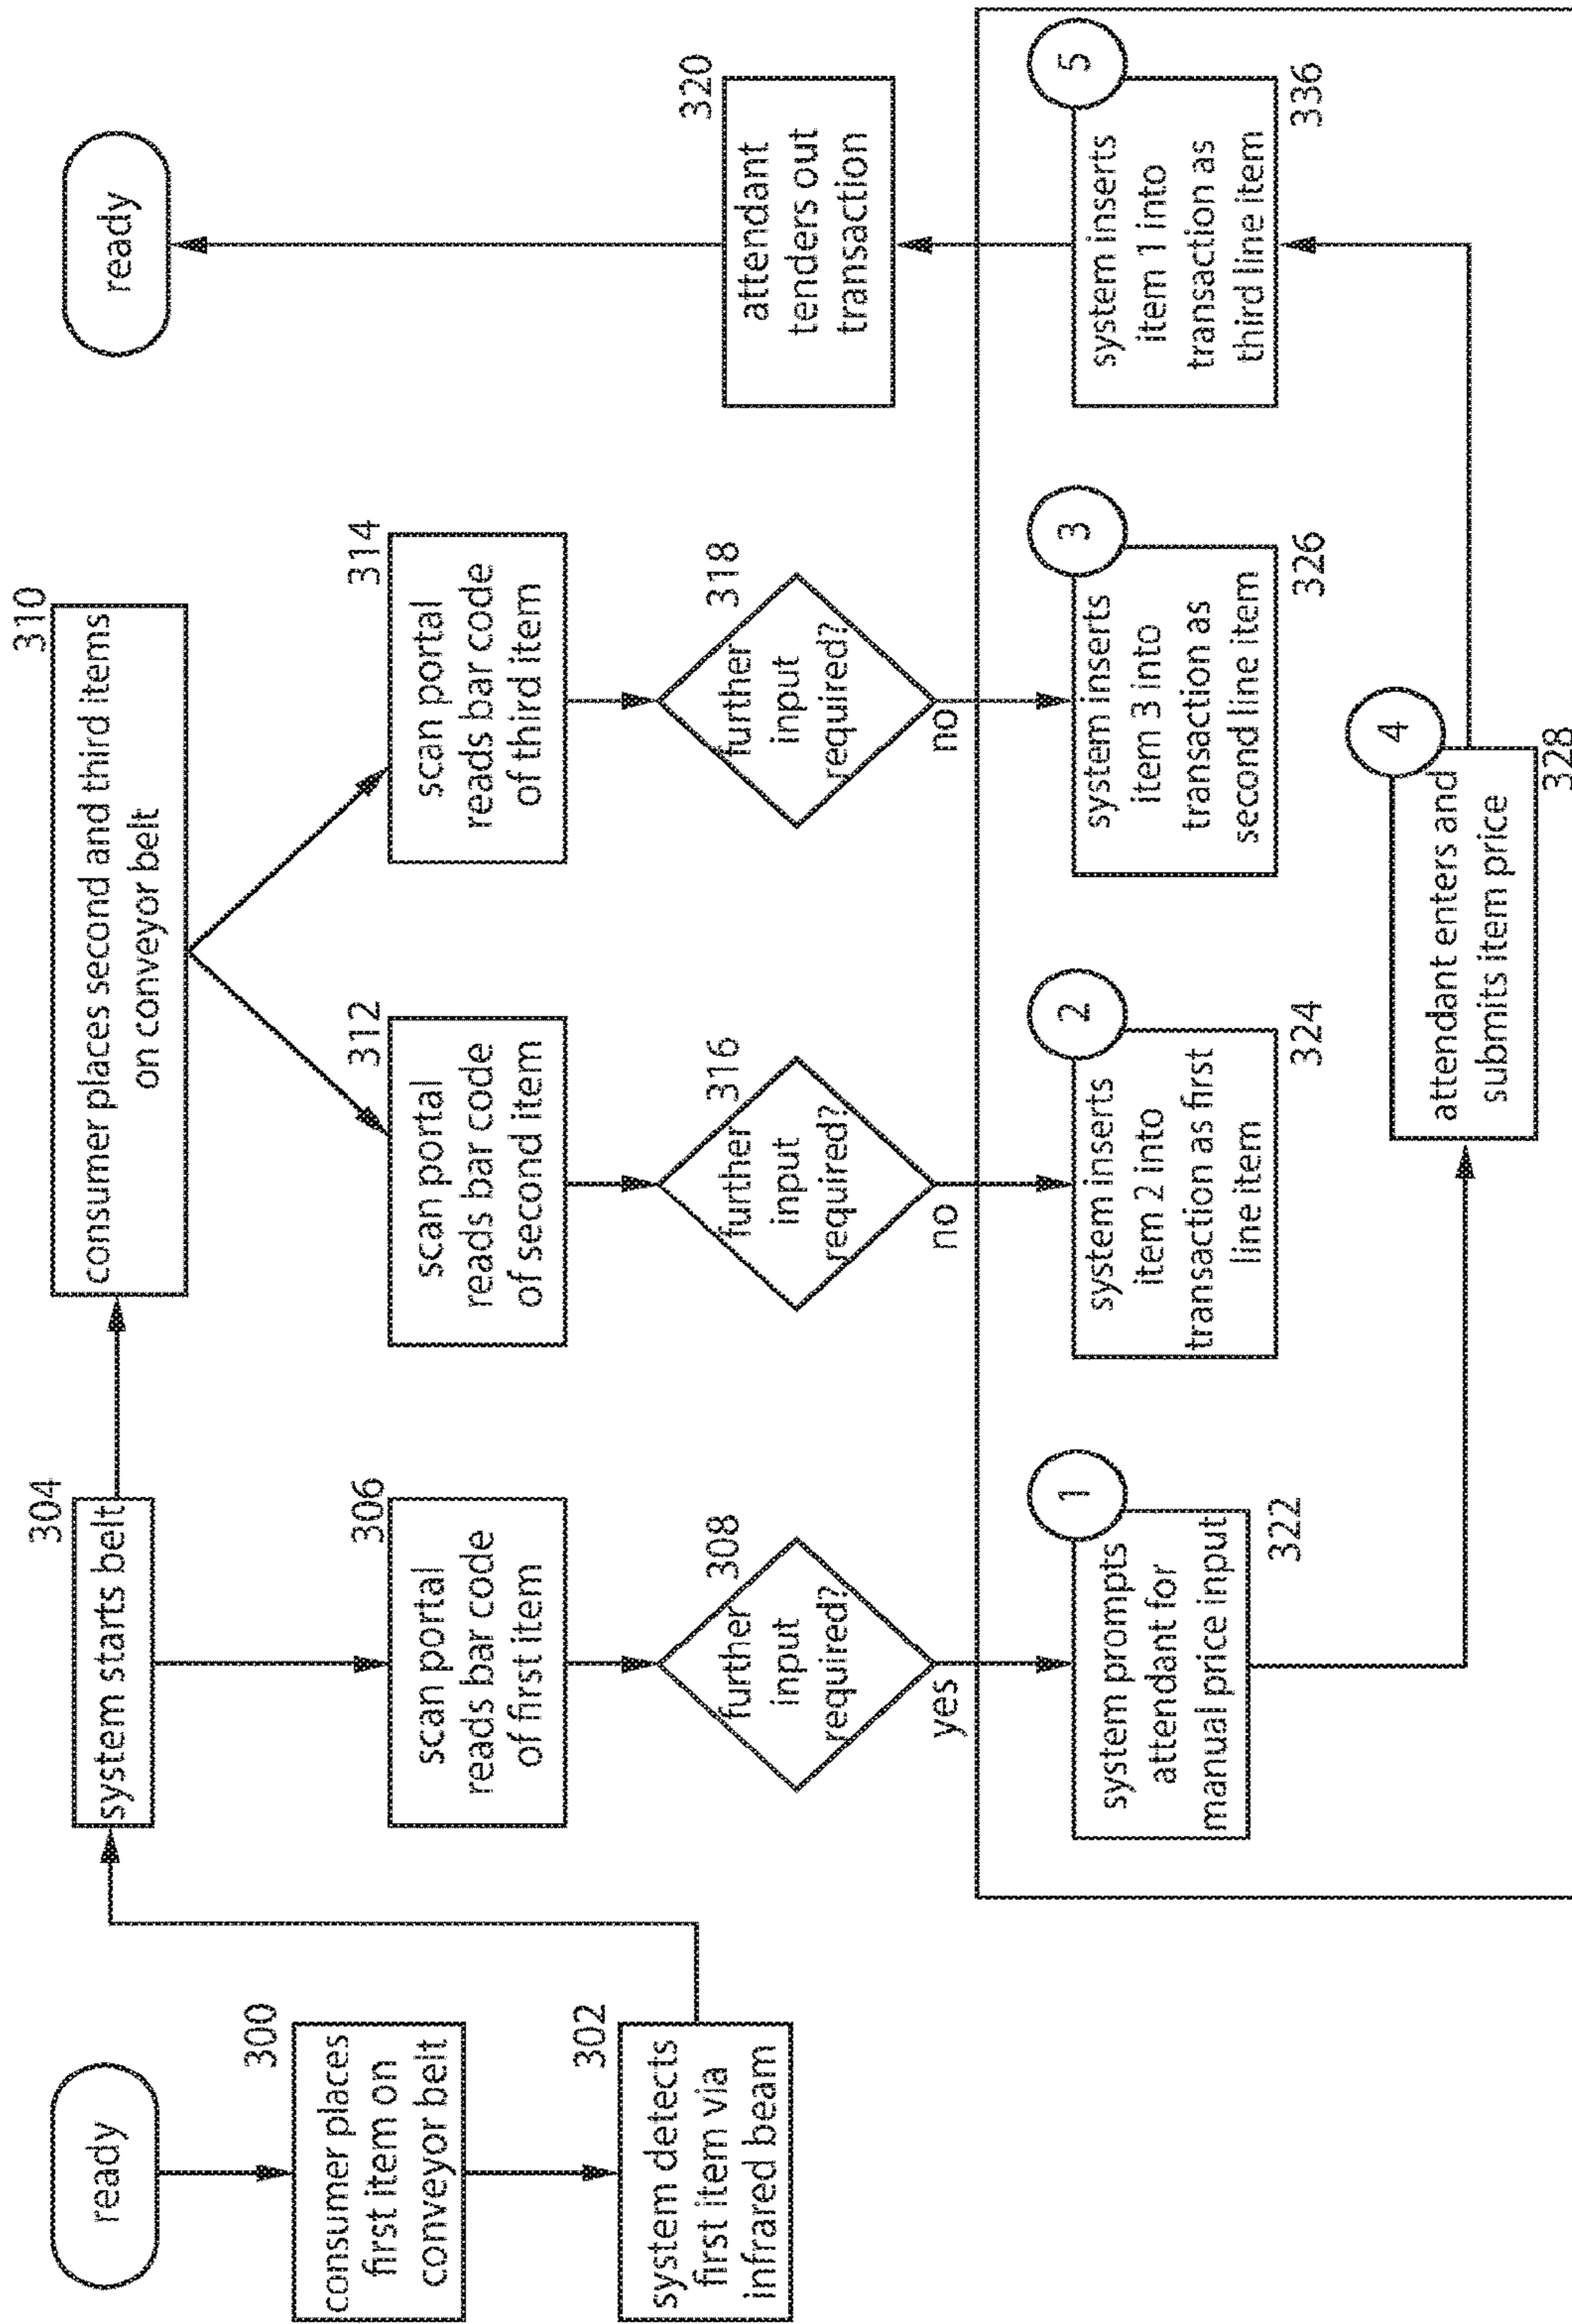 ready
300
consumer places
first item on
conveyor belt
302
system detects
first item via
infrared beam
304
system starts belt
306
scan portal
reads bar code
of first item
308
further
input
required?
yes
1
system prompts
attendant for
manual price input
322
310
consumer places second and third items
on conveyor belt
312
scan portal
reads bar code
of second item
316
further
input
required?
no
2
system inserts
item 2 into
transaction as first
line item
324
314
scan portal
reads bar code
of third item
318
further
input
required?
no
3
system inserts
item 3 into
transaction as
second line item
326
4
attendant enters and
submits item price
328
ready
320
attendant
tenders out
transaction
5
system inserts
item 1 into
transaction as
third line item
336